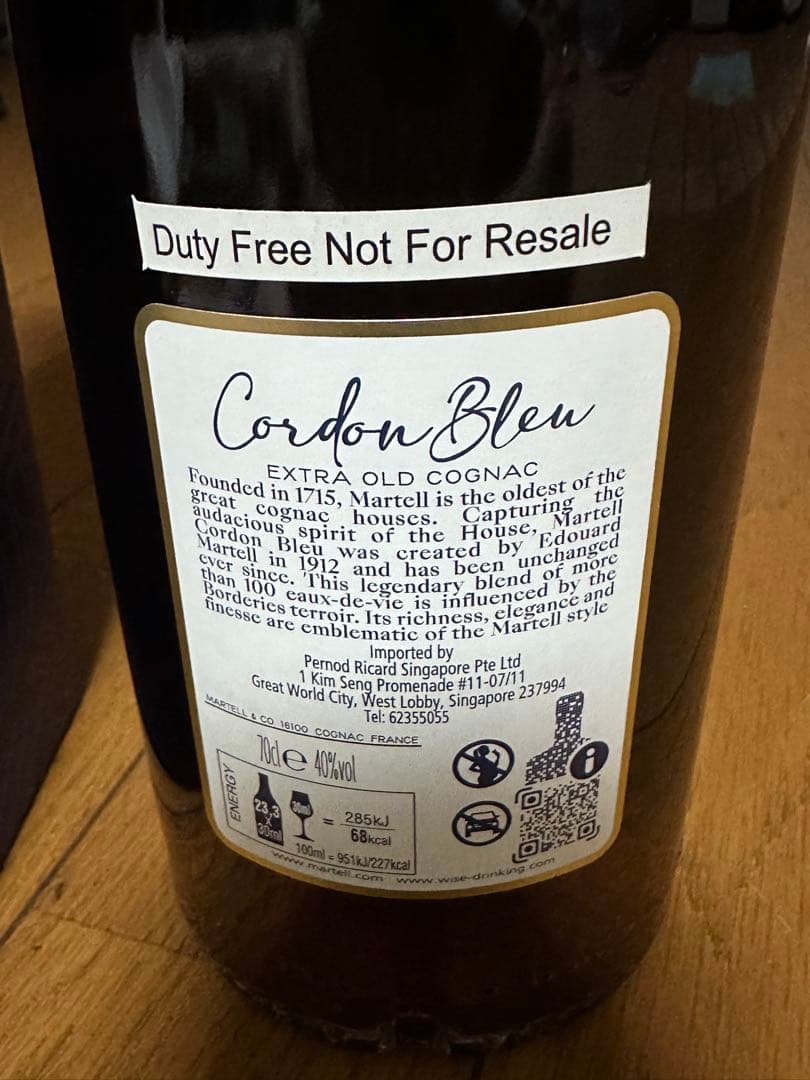 Duty Free Not For Resale
Cordon Bleu
EXTRA OLD COGNAC
Founded in 1715, Martell is the oldest of the
great cognac houses. Capturing the
audacious spirit of the House, Martell
Cordon Bleu was created by Edouard
Martell in 1912 and has been unchanged
ever since. This legendary blend of more
than 100 eaux-de-vie is influenced by the
Borderies terroir. Its richness, elegance and
finesse are emblematic of the Martell style
Imported by
Pernod Ricard Singapore Pte Ltd
1 Kim Seng Promenade #11-07/11
Great World City, West Lobby, Singapore 237994
Tel: 62355055
MARTELL & CO 16100 COGNAC FRANCE
70cl e 40%vol
ENERGY
23,3 x 30ml
30ml
= 285kJ
68kcal
100ml = 951kJ/227kcal
i
www.martell.com www.wise-drinking.com